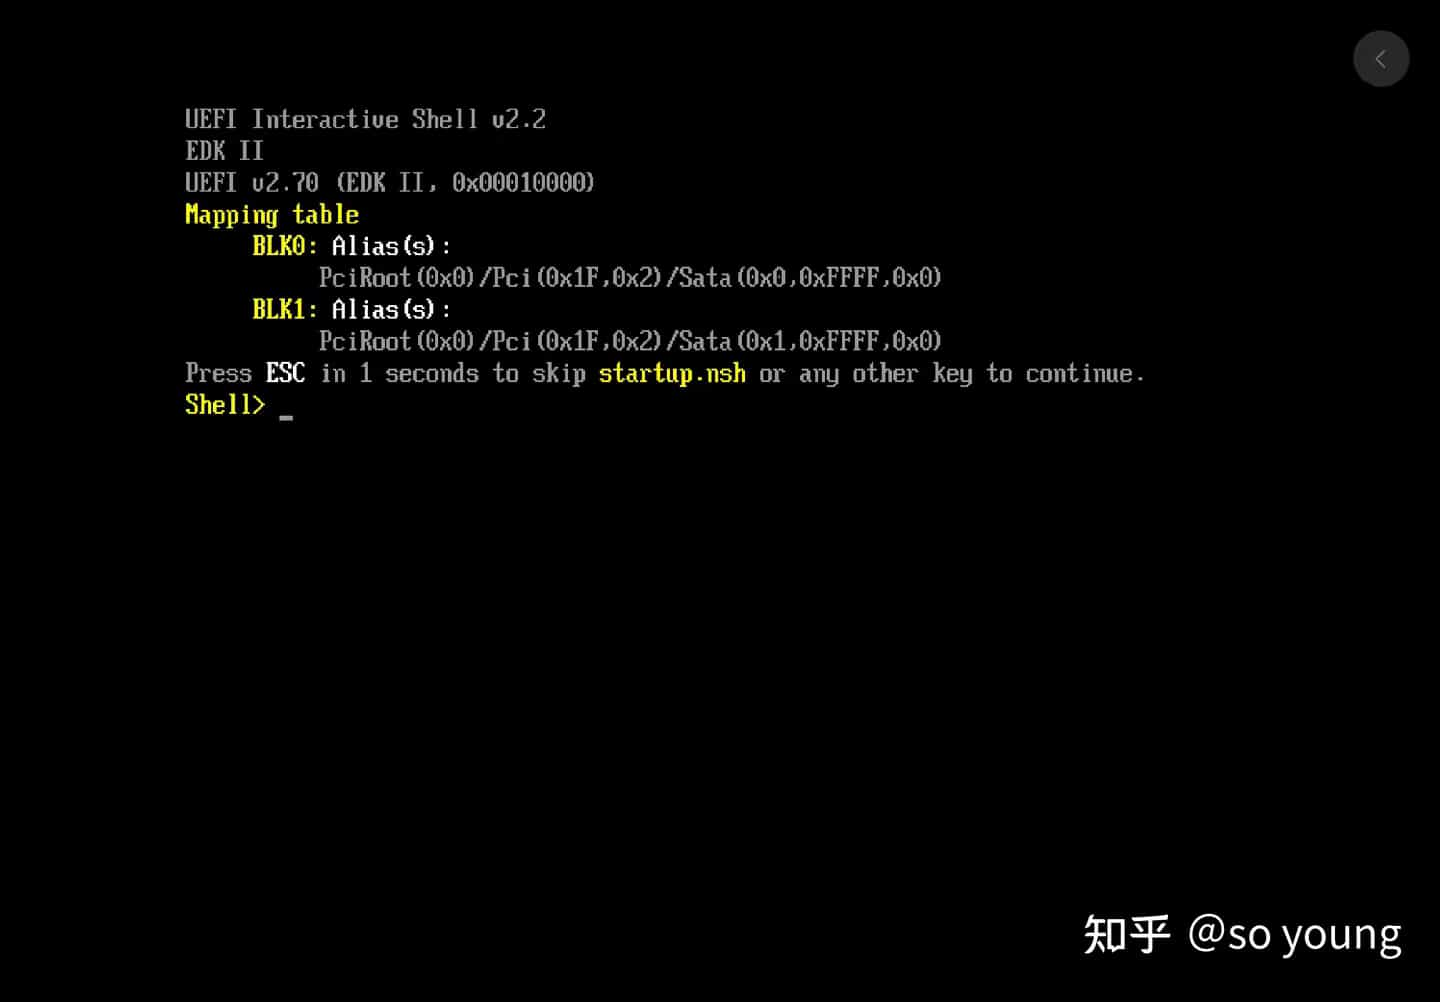 UEFI Interactive Shell v2.2
EDK II
UEFI v2.70 (EDK II, 0x00010000)
Mapping table
BLK0: Alias(s):
PciRoot(0x0)/Pci(0x1F,0x2)/Sata(0x0,0xFFFF,0x0)
BLK1: Alias(s):
PciRoot(0x0)/Pci(0x1F,0x2)/Sata(0x1,0xFFFF,0x0)
Press ESC in 1 seconds to skip startup.nsh or any other key to continue.
Shell> _
知乎 @so young